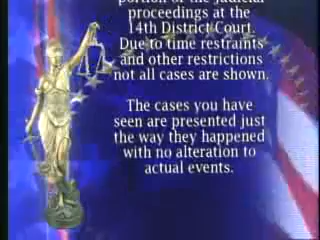 portion of the judicial
proceedings at the
14th District Court.
Due to time restraints
and other restrictions
not all cases are shown.
The cases you have
seen are presented just
the way they happened
with no alteration to
actual events.